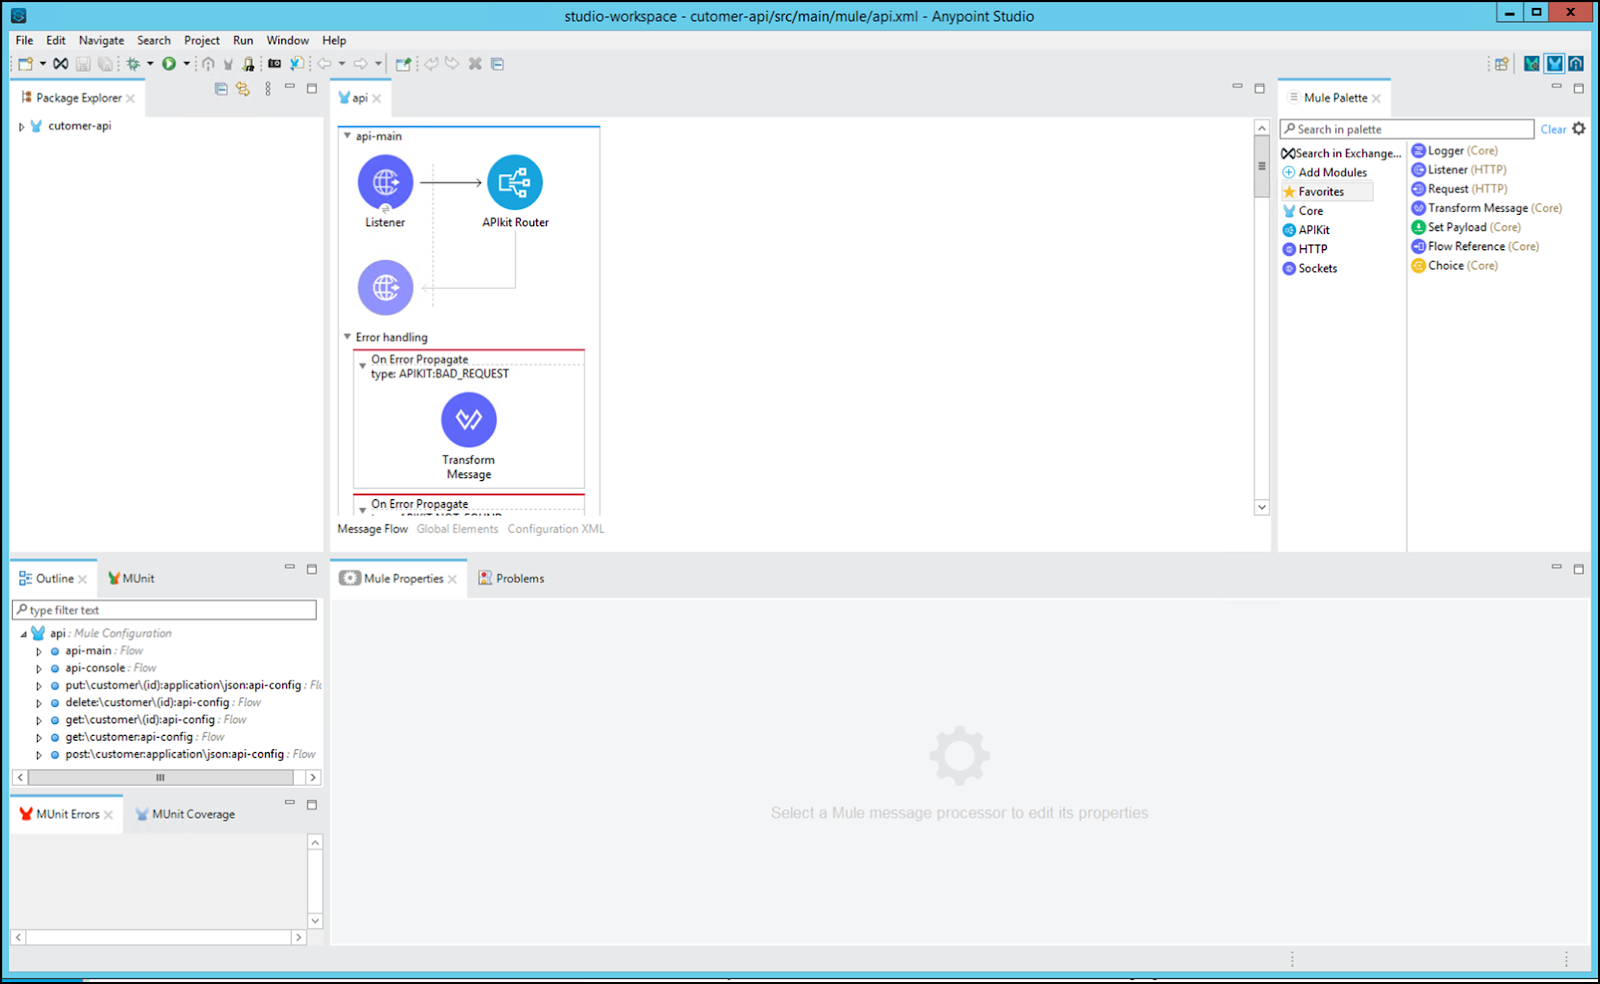 studio-workspace - cutomer-api/src/main/mule/api.xml - Anypoint Studio
File Edit Navigate Search Project Run Window Help
Package Explorer
cutomer-api
api
api-main
Listener
APIkit Router
Error handling
On Error Propagate
type: APIKIT:BAD_REQUEST
Transform
Message
On Error Propagate
type: APIKIT:NOT_FOUND
Message Flow Global Elements Configuration XML
Mule Palette
Search in palette
Clear
Search in Exchange...
Add Modules
Favorites
Core
APIKit
HTTP
Sockets
Logger (Core)
Listener (HTTP)
Request (HTTP)
Transform Message (Core)
Set Payload (Core)
Flow Reference (Core)
Choice (Core)
Outline
MUnit
type filter text
api : Mule Configuration
api-main : Flow
api-console : Flow
put:\customer\(id):application\json:api-config : Flo
delete:\customer\(id):api-config : Flow
get:\customer\(id):api-config : Flow
get:\customer:api-config : Flow
post:\customer:application\json:api-config : Flow
MUnit Errors
MUnit Coverage
Mule Properties
Problems
Select a Mule message processor to edit its properties